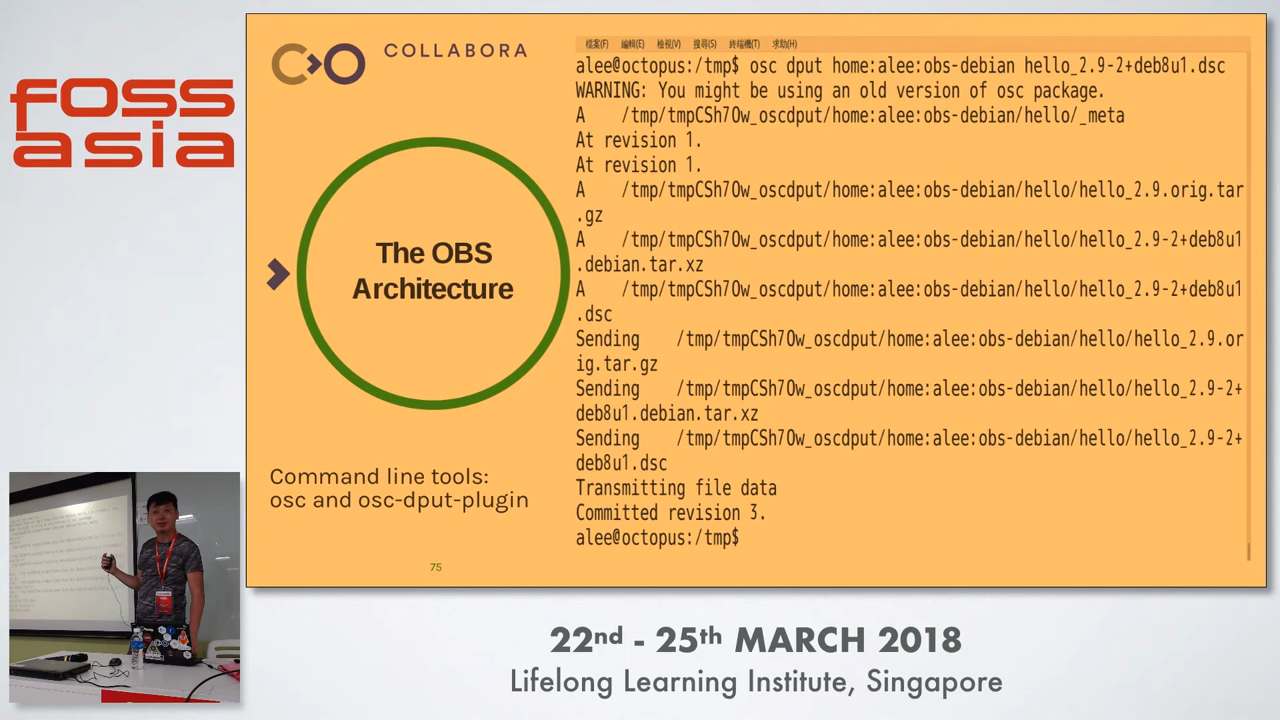 foss
asia
COLLABORA
The OBS
Architecture
Command line tools:
osc and osc-dput-plugin
75
檔案(F) 編輯(E) 檢視(V) 搜尋(S) 終端機(T) 求助(H)
alee@octopus:/tmp$ osc dput home:alee:obs-debian hello_2.9-2+deb8u1.dsc
WARNING: You might be using an old version of osc package.
A    /tmp/tmpCSh7Ow_oscdput/home:alee:obs-debian/hello/_meta
At revision 1.
At revision 1.
A    /tmp/tmpCSh7Ow_oscdput/home:alee:obs-debian/hello/hello_2.9.orig.tar
.gz
A    /tmp/tmpCSh7Ow_oscdput/home:alee:obs-debian/hello/hello_2.9-2+deb8u1
.debian.tar.xz
A    /tmp/tmpCSh7Ow_oscdput/home:alee:obs-debian/hello/hello_2.9-2+deb8u1
.dsc
Sending    /tmp/tmpCSh7Ow_oscdput/home:alee:obs-debian/hello/hello_2.9.or
ig.tar.gz
Sending    /tmp/tmpCSh7Ow_oscdput/home:alee:obs-debian/hello/hello_2.9-2+
deb8u1.debian.tar.xz
Sending    /tmp/tmpCSh7Ow_oscdput/home:alee:obs-debian/hello/hello_2.9-2+
deb8u1.dsc
Transmitting file data
Committed revision 3.
alee@octopus:/tmp$
22nd - 25th MARCH 2018
Lifelong Learning Institute, Singapore